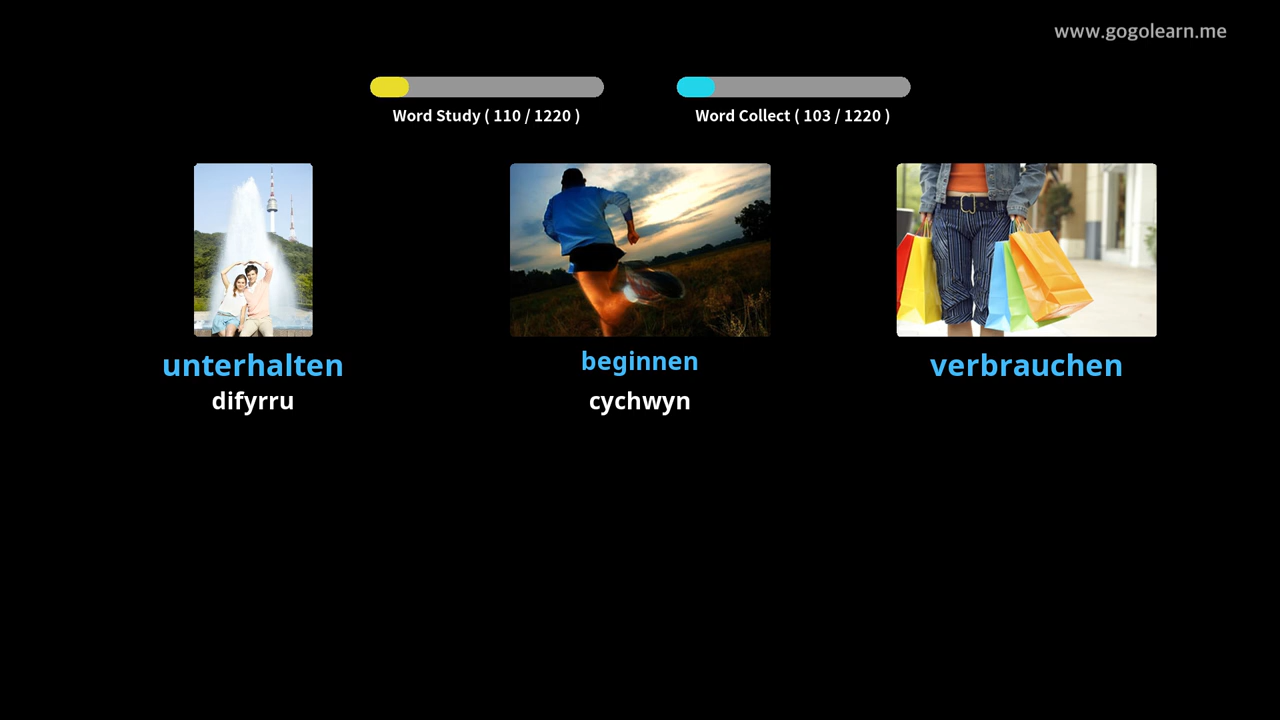 www.gogolearn.me
Word Study ( 110 / 1220 )
Word Collect ( 103 / 1220 )
unterhalten
difyrru
beginnen
cychwyn
verbrauchen